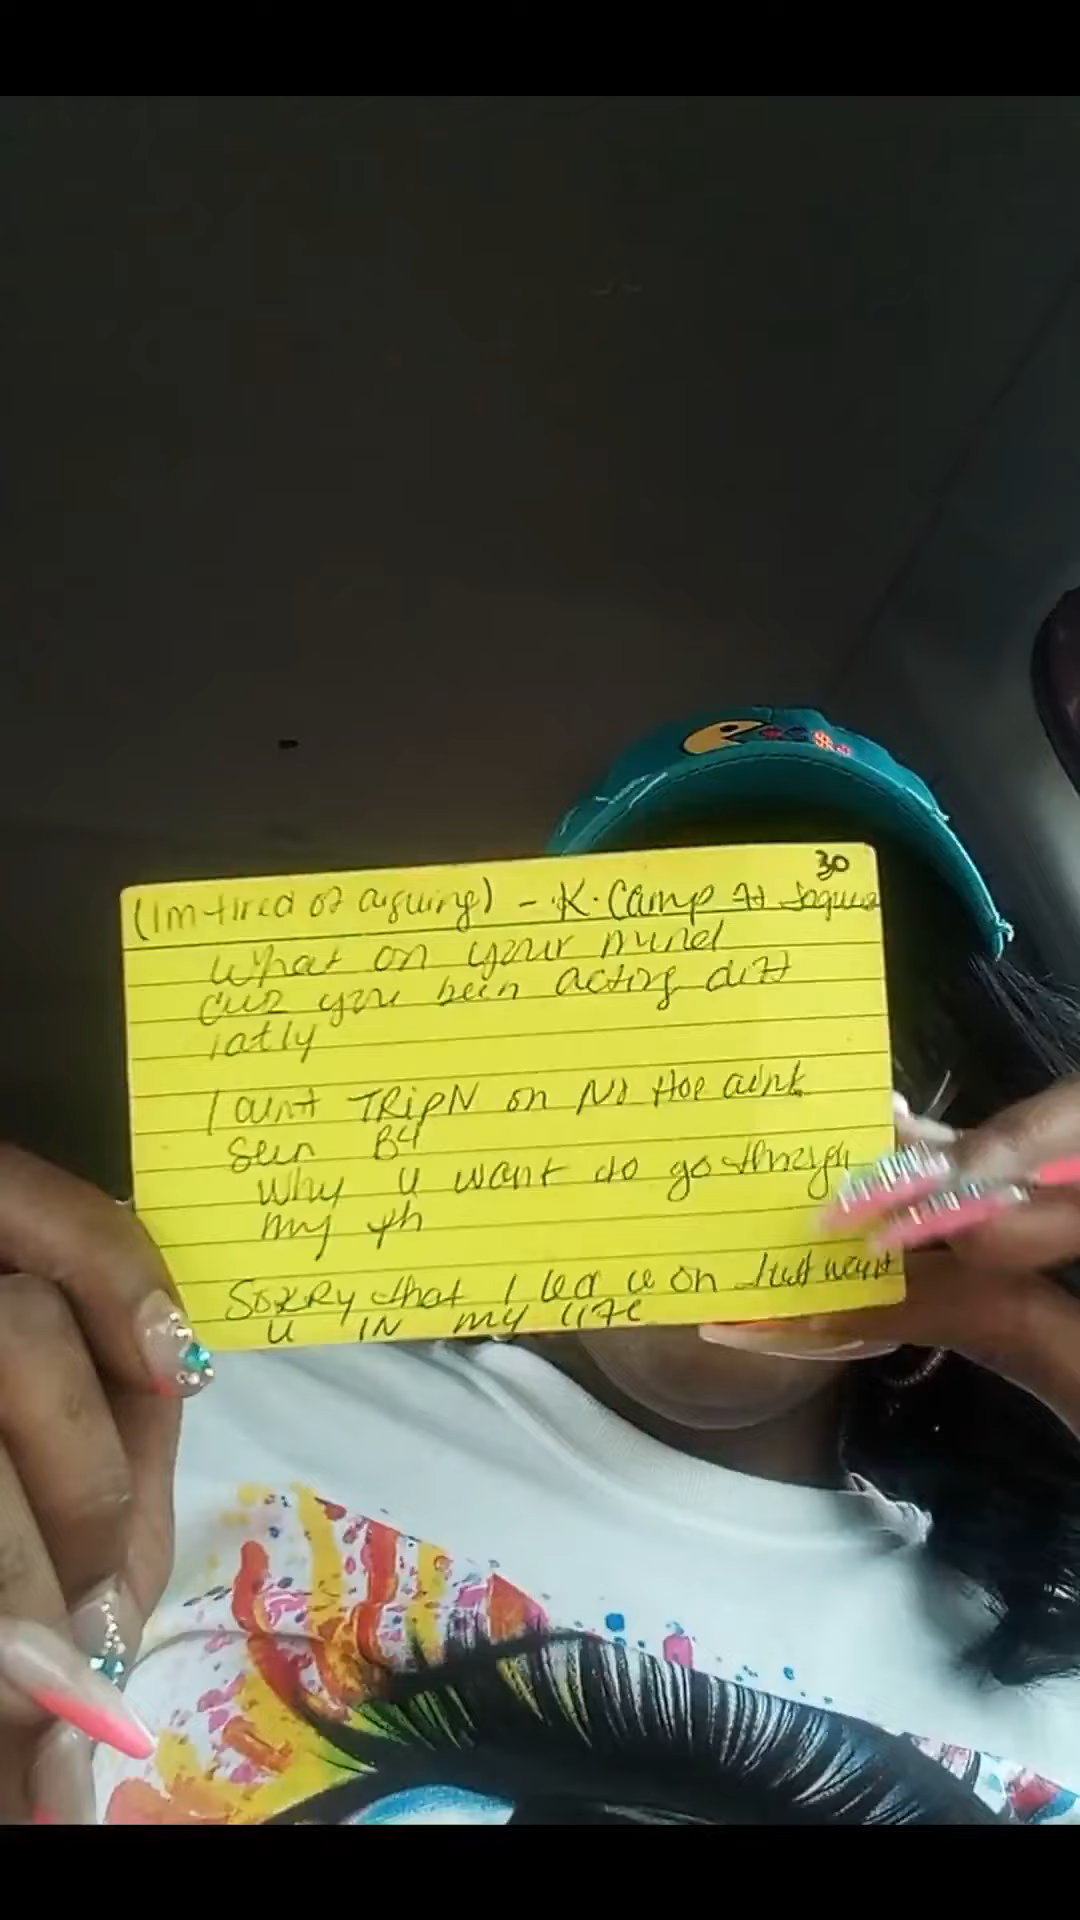 30
(Im tired of arguing) - K. Camp ft Jaquees
What on your mind
Cuz you been acting diff
latly
I aint TRipN on No Hoe aint
seen B4
Why u want to go through
my ph
SoRRy that I led u on Just want
u IN my life